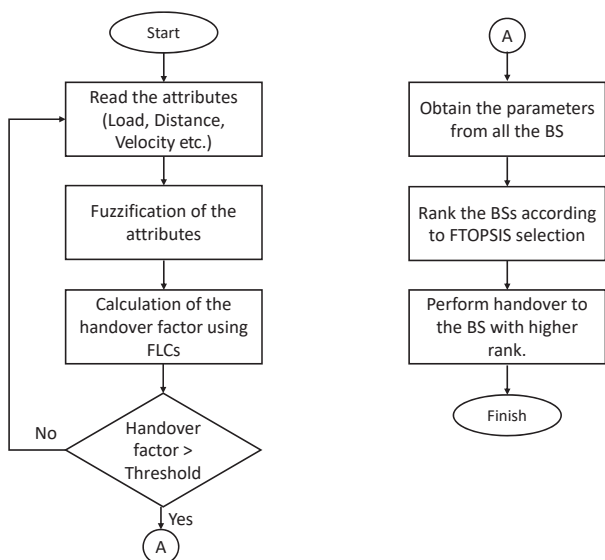 Start
Read the attributes
(Load, Distance,
Velocity etc.)
Fuzzification of the
attributes
Calculation of the
handover factor using
FLCs
No
Handover
factor >
Threshold
Yes
A
A
Obtain the parameters
from all the BS
Rank the BSs according
to FTOPSIS selection
Perform handover to
the BS with higher
rank.
Finish